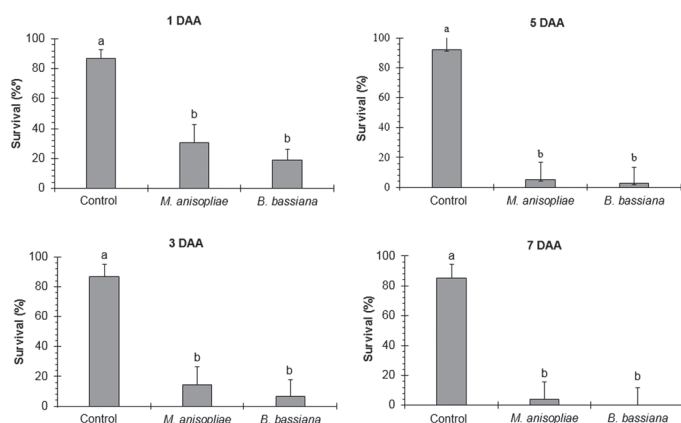 1 DAA
Survival (%º)
100
80
60
40
20
0
a
b
b
Control
M. anisopliae
B. bassiana
5 DAA
Survival (%)
100
80
60
40
20
0
a
b
b
Control
M. anisopliae
B. bassiana
3 DAA
Survival (%)
100
80
60
40
20
0
a
b
b
Control
M. anisopliae
B. bassiana
7 DAA
Survival (%)
100
80
60
40
20
0
a
b
b
Control
M. anisopliae
B. bassiana